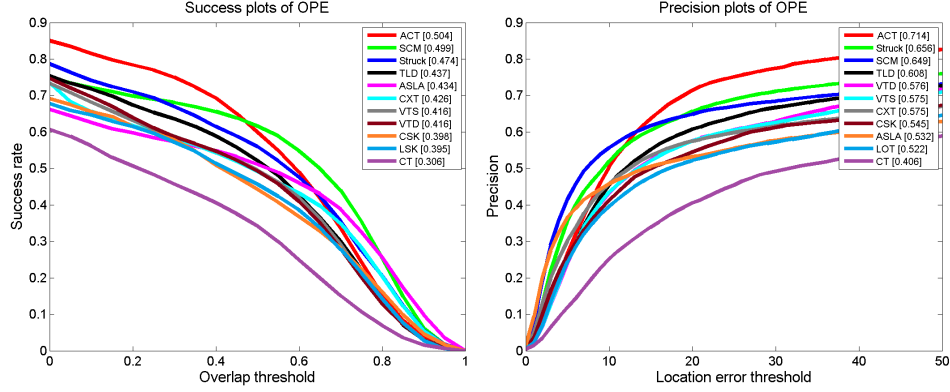 Success plots of OPE
0.9
0.8
0.7
0.6
0.5
0.4
0.3
0.2
0.1
0
Success rate
ACT [0.504]
SCM [0.499]
Struck [0.474]
TLD [0.437]
ASLA [0.434]
CXT [0.426]
VTS [0.416]
VTD [0.416]
CSK [0.398]
LSK [0.395]
CT [0.306]
0 0.2 0.4 0.6 0.8 1
Overlap threshold
Precision plots of OPE
0.9
0.8
0.7
0.6
0.5
0.4
0.3
0.2
0.1
0
Precision
ACT [0.714]
Struck [0.656]
SCM [0.649]
TLD [0.608]
VTD [0.576]
VTS [0.575]
CXT [0.575]
CSK [0.545]
ASLA [0.532]
LOT [0.522]
CT [0.406]
0 10 20 30 40 50
Location error threshold